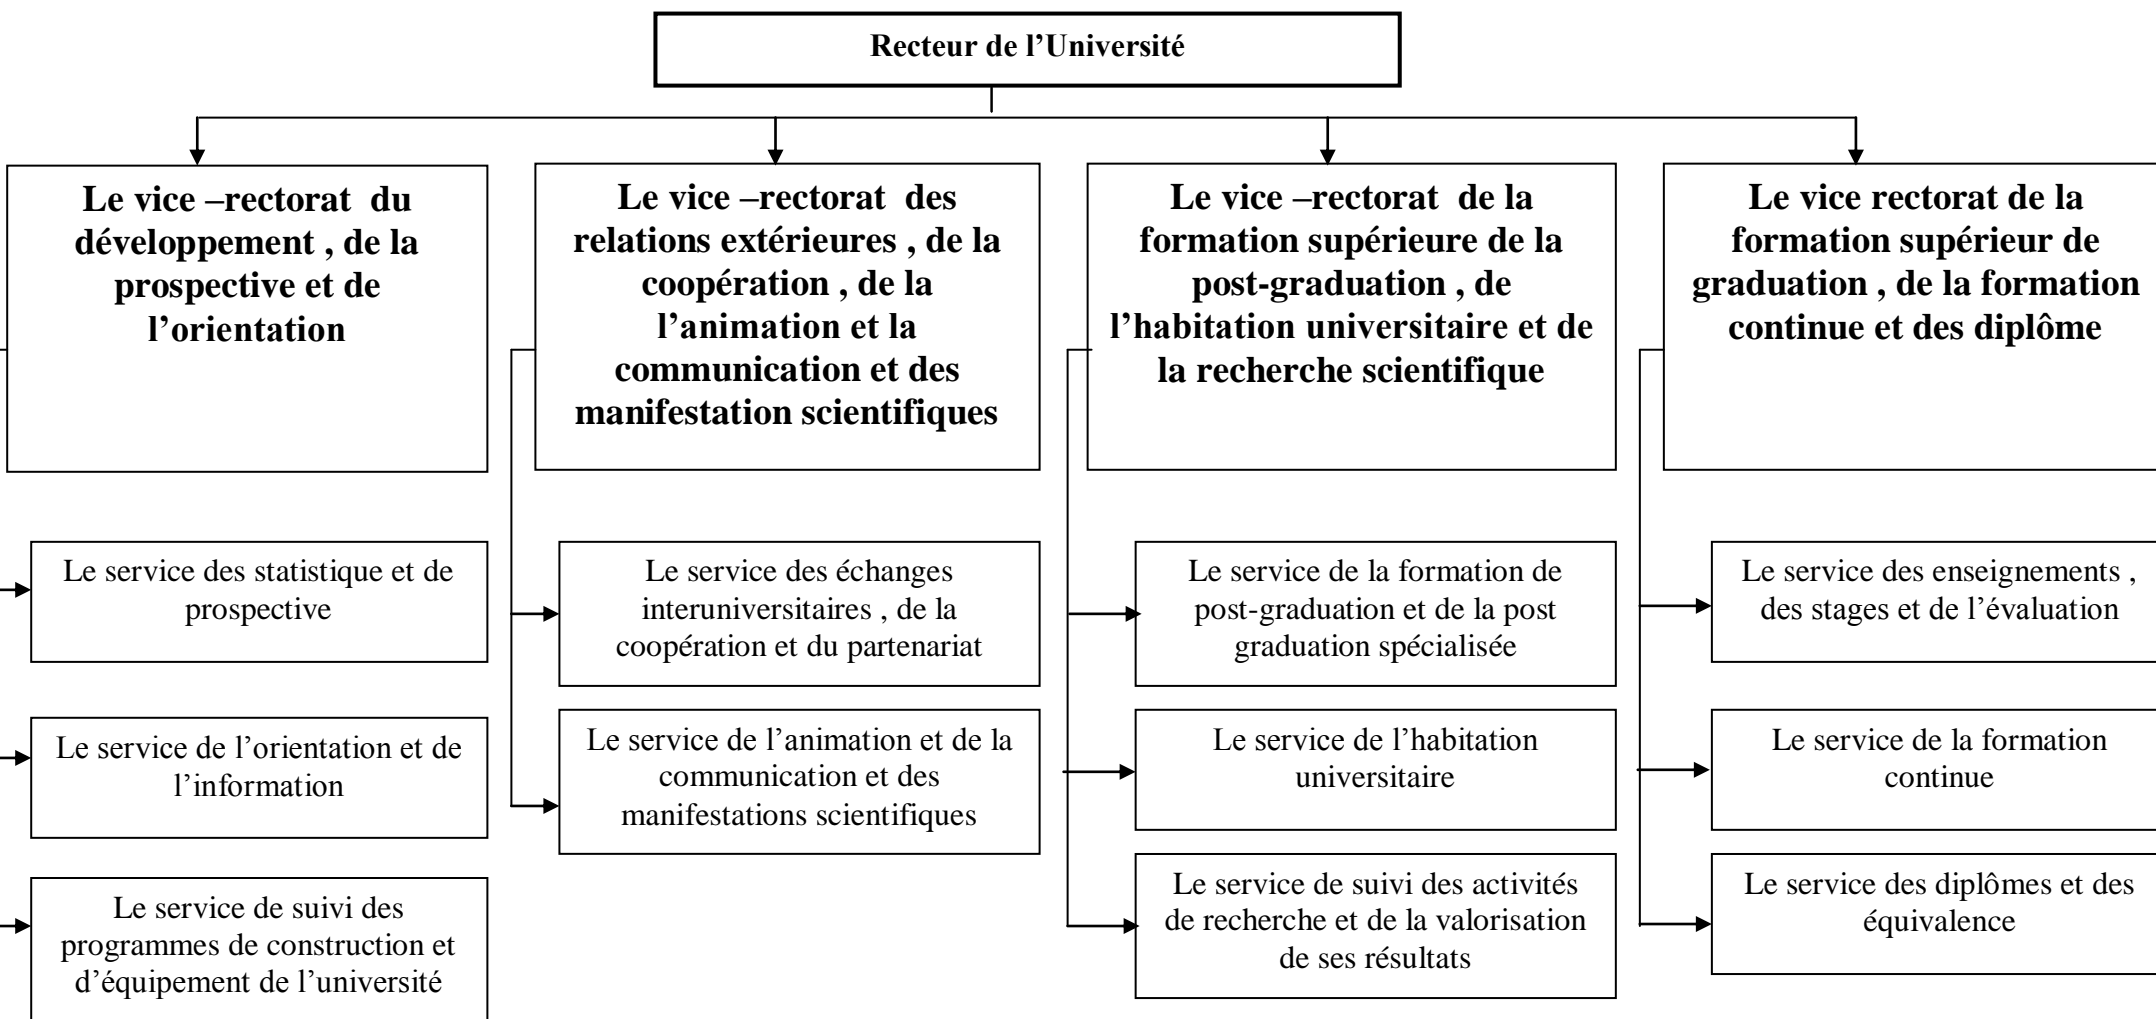 Recteur de l’Université
Le vice –rectorat du
développement , de la
prospective et de
l’orientation
Le vice –rectorat des
relations extérieures , de la
coopération , de la
l’animation et la
communication et des
manifestation scientifiques
Le vice –rectorat de la
formation supérieure de la
post-graduation , de
l’habitation universitaire et de
la recherche scientifique
Le vice rectorat de la
formation supérieur de
graduation , de la formation
continue et des diplôme
Le service des statistique et de
prospective
Le service de l’orientation et de
l’information
Le service de suivi des
programmes de construction et
d’équipement de l’université
Le service des échanges
interuniversitaires , de la
coopération et du partenariat
Le service de l’animation et de la
communication et des
manifestations scientifiques
Le service de la formation de
post-graduation et de la post
graduation spécialisée
Le service de l’habitation
universitaire
Le service de suivi des activités
de recherche et de la valorisation
de ses résultats
Le service des enseignements ,
des stages et de l’évaluation
Le service de la formation
continue
Le service des diplômes et des
équivalence